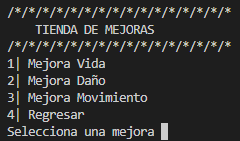 /*/*/*/*/*/*/*/*/*/*/*/*/*/*/*
TIENDA DE MEJORAS
/*/*/*/*/*/*/*/*/*/*/*/*/*/*/*
1| Mejora Vida
2| Mejora Daño
3| Mejora Movimiento
4| Regresar
Selecciona una mejora